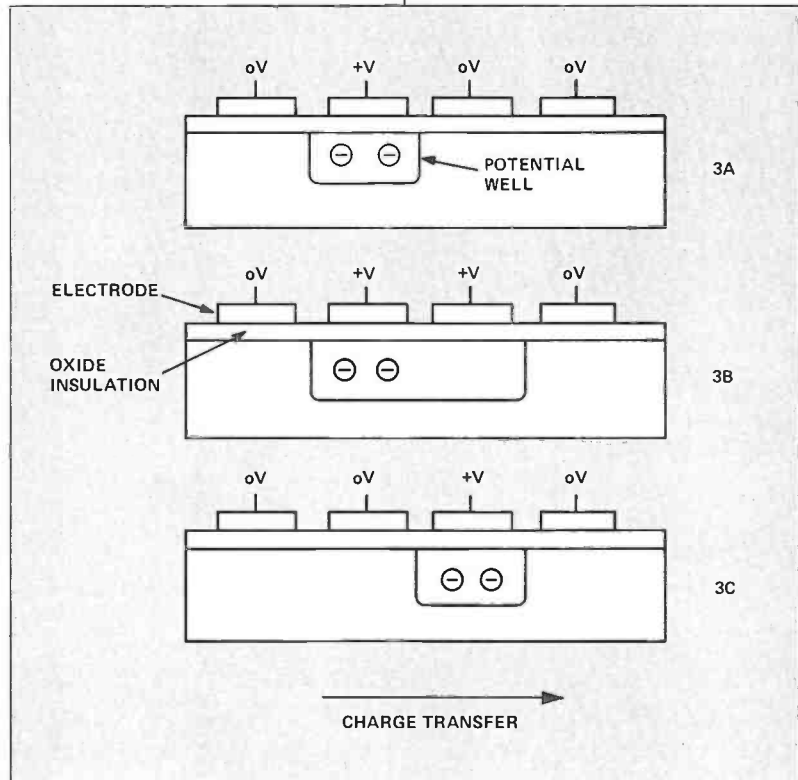 oV +V oV oV
POTENTIAL
WELL
3A
oV +V +V oV
ELECTRODE
OXIDE
INSULATION
3B
oV oV +V oV
3C
CHARGE TRANSFER